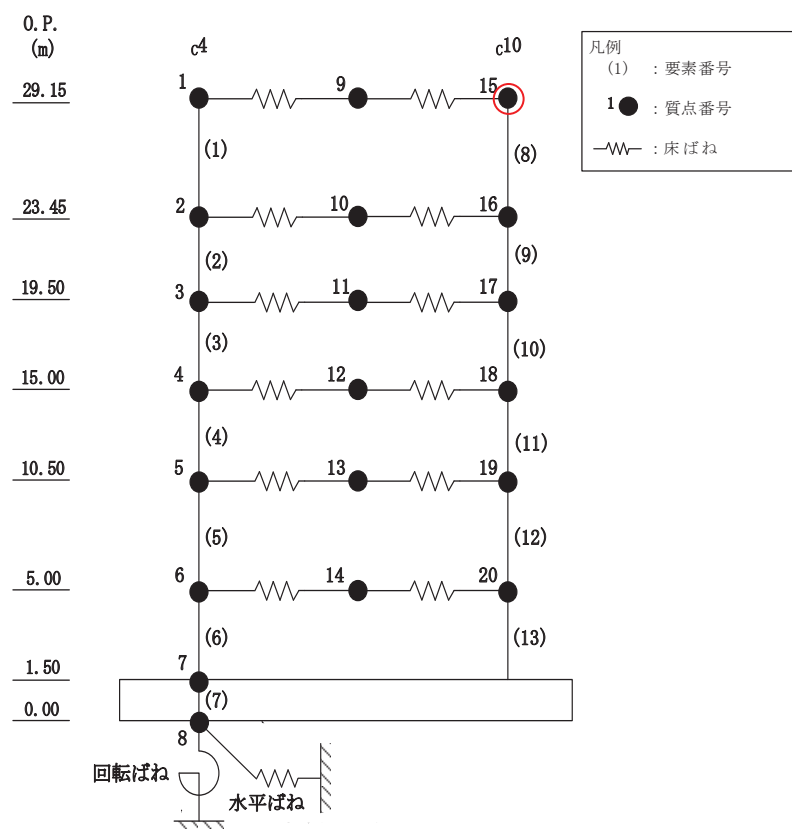 O.P.
(m)
C4 C10
凡例
(1) : 要素番号
1 : 質点番号
: 床ばね
29.15 1 9 15
(1) (8)
23.45 2 10 16
(2) (9)
19.50 3 11 17
(3) (10)
15.00 4 12 18
(4) (11)
10.50 5 13 19
(5) (12)
5.00 6 14 20
(6) (13)
1.50 7
(7)
0.00
8
回転ばね
水平ばね